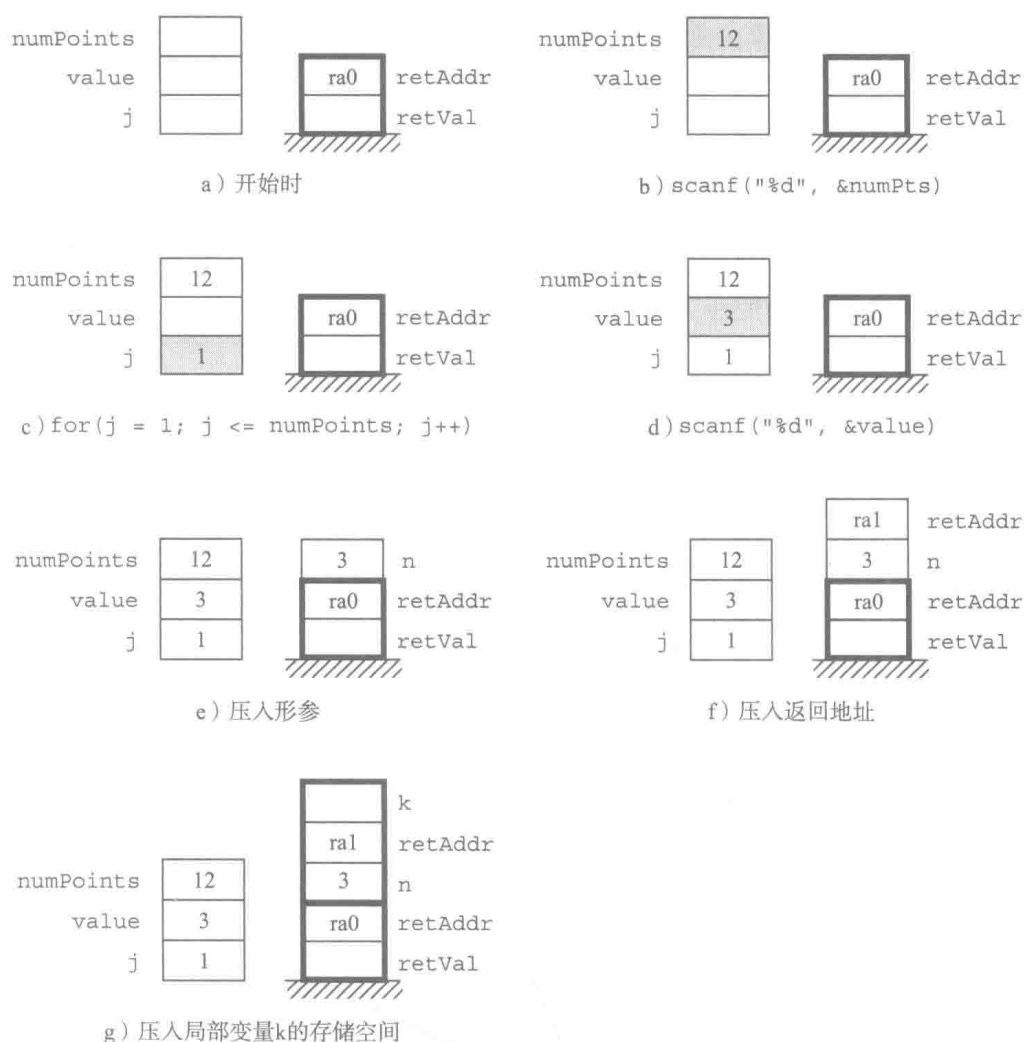 numPoints
value
j
ra0 retAddr
retVal
a）开始时
numPoints 12
value
j
ra0 retAddr
retVal
b）scanf("%d", &numPts)
numPoints 12
value
j 1
ra0 retAddr
retVal
c）for(j = 1; j <= numPoints; j++)
numPoints 12
value 3
j 1
ra0 retAddr
retVal
d）scanf("%d", &value)
numPoints 12
value 3
j 1
3 n
ra0 retAddr
retVal
e）压入形参
numPoints 12
value 3
j 1
ra1 retAddr
3 n
ra0 retAddr
retVal
f）压入返回地址
numPoints 12
value 3
j 1
k
ra1 retAddr
3 n
ra0 retAddr
retVal
g）压入局部变量k的存储空间